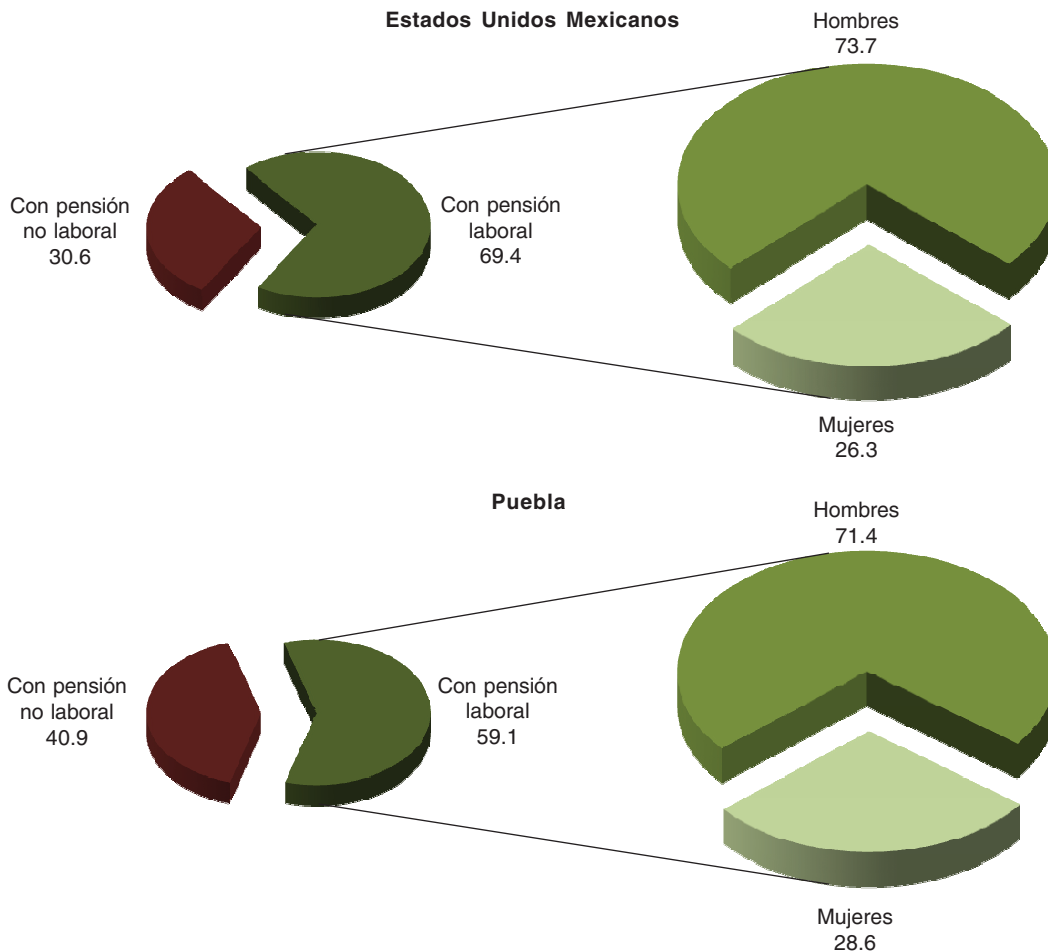 Estados Unidos Mexicanos
Hombres
73.7
Con pensión
no laboral
30.6
Con pensión
laboral
69.4
Mujeres
26.3
Puebla
Hombres
71.4
Con pensión
no laboral
40.9
Con pensión
laboral
59.1
Mujeres
28.6